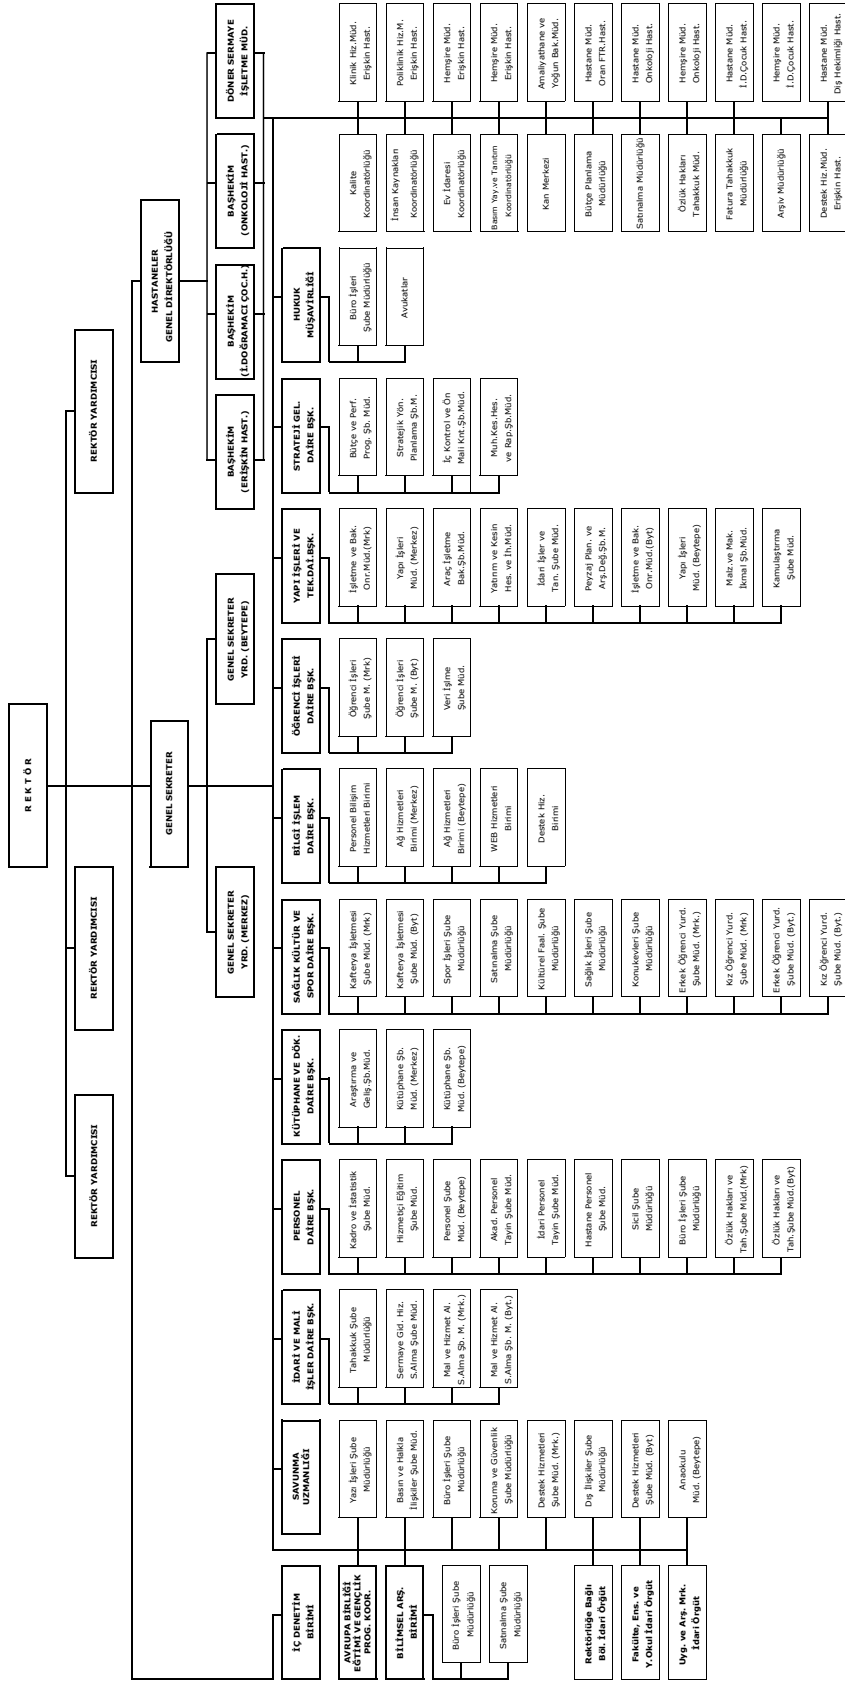 R E K T Ö R
REKTÖR YARDIMCISI
REKTÖR YARDIMCISI
REKTÖR YARDIMCISI
GENEL SEKRETER
HASTANELER
GENEL DİREKTÖRLÜĞÜ
GENEL SEKRETER
YRD. (MERKEZ)
GENEL SEKRETER
YRD. (BEYTEPE)
BAŞHEKİM
(ERİŞKİN HAST.)
BAŞHEKİM
(İ.DOĞRAMACI ÇOC.H.)
BAŞHEKİM
(ONKOLOJİ HAST.)
DÖNER SERMAYE
İŞLETME MÜD.
İÇ DENETİM
BİRİMİ
AVRUPA BİRLİĞİ
EĞTİMİ VE GENÇLİK
PROG. KOOR.
BİLİMSEL ARŞ.
BİRİMİ
Büro İşleri Şube
Müdürlüğü
Satınalma Şube
Müdürlüğü
Rektörlüğe Bağlı
Böl. İdari Örgüt
Fakülte, Ens. ve
Y.Okul İdari Örgüt
Uyg. ve Arş. Mrk.
İdari Örgüt
SAVUNMA
UZMANLIĞI
Yazı İşleri Şube
Müdürlüğü
Basın ve Halkla
İlişkiler Şube Müd.
Büro İşleri Şube
Müdürlüğü
Koruma ve Güvenlik
Şube Müdürlüğü
Destek Hizmetleri
Şube Müd. (Mrk.)
Dış İlişkiler Şube
Müdürlüğü
Destek Hizmetleri
Şube Müd. (Byt)
Anaokulu
Müd. (Beytepe)
İDARİ VE MALİ
İŞLER DAİRE BŞK.
Tahakkuk Şube
Müdürlüğü
Sermaye Gid. Hiz.
S.Alma Şube Müd.
Mal ve Hizmet Al.
S.Alma Şb. M. (Mrk.)
Mal ve Hizmet Al.
S.Alma Şb. M. (Byt.)
PERSONEL
DAİRE BŞK.
Kadro ve İstatistik
Şube Müd.
Hizmetiçi Eğitim
Şube Müd.
Personel Şube
Müd. (Beytepe)
Akad. Personel
Tayin Şube Müd.
İdari Personel
Tayin Şube Müd.
Hastane Personel
Şube Müd.
Sicil Şube
Müdürlüğü
Büro İşleri Şube
Müdürlüğü
Özlük Hakları ve
Tah.Şube Müd.(Mrk)
Özlük Hakları ve
Tah.Şube Müd.(Byt)
KÜTÜPHANE VE DÖK.
DAİRE BŞK.
Araştırma ve
Geliş.Şb.Müd.
Kütüphane Şb.
Müd. (Merkez)
Kütüphane Şb.
Müd. (Beytepe)
SAĞLIK KÜLTÜR VE
SPOR DAİRE BŞK.
Kafterya İşletmesi
Şube Müd. (Mrk)
Kafterya İşletmesi
Şube Müd. (Byt)
Spor İşleri Şube
Müdürlüğü
Satınalma Şube
Müdürlüğü
Kültürel Faal. Şube
Müdürlüğü
Sağlık İşleri Şube
Müdürlüğü
Konukevleri Şube
Müdürlüğü
Erkek Öğrenci Yurd.
Şube Müd. (Mrk.)
Kız Öğrenci Yurd.
Şube Müd. (Mrk)
Erkek Öğrenci Yurd.
Şube Müd. (Byt.)
Kız Öğrenci Yurd.
Şube Müd. (Byt.)
BİLGİ İŞLEM
DAİRE BŞK.
Personel Bilişim
Hizmetleri Birimi
Ağ Hizmetleri
Birimi (Merkez)
Ağ Hizmetleri
Birimi (Beytepe)
WEB Hizmetleri
Birimi
Destek Hiz.
Birimi
ÖĞRENCİ İŞLERİ
DAİRE BŞK.
Öğrenci İşleri
Şube M. (Mrk)
Öğrenci İşleri
Şube M. (Byt)
Veri İşlme
Şube Müd.
YAPI İŞLERİ VE
TEK.DAİ.BŞK.
İşletme ve Bak.
Onr.Müd.(Mrk)
Yapı İşleri
Müd. (Merkez)
Araç İşletme
Bak.Şb.Müd.
Yatırım ve Kesin
Hes. ve İh.Müd.
İdari İşler ve
Tan. Şube Müd.
Peyzaj Plan. ve
Arş.Değ.Şb.M.
İşletme ve Bak.
Onr.Müd.(Byt)
Yapı İşleri
Müd. (Beytepe)
Malz.ve Mak.
İkmal Şb.Müd.
Kamulaştırma
Şube Müd.
STRATEJİ GEL.
DAİRE BŞK.
Bütçe ve Perf.
Prog. Şb. Müd.
Stratejik Yön.
Planlama Şb.M.
İç Kontrol ve Ön
Mali Knt.Şb.Müd.
Muh.Kes.Hes.
ve Rap.Şb.Müd.
HUKUK
MÜŞAVİRLİĞİ
Büro İşleri
Şube Müdürlüğü
Avukatlar
Kalite
Koordinatörlüğü
İnsan Kaynakları
Koordinatörlüğü
Ev İdaresi
Koordinatörlüğü
Basım Yay.ve Tanıtım
Koordinatörlüğü
Kan Merkezi
Bütçe Planlama
Müdürlüğü
Satınalma Müdürlüğü
Özlük Hakları
Tahakkuk Müd.
Fatura Tahakkuk
Müdürlüğü
Arşiv Müdürlüğü
Destek Hiz.Müd.
Erişkin Hast.
Klinik Hiz.Müd.
Erişkin Hast.
Poliklinik Hiz.M.
Erişkin Hast.
Hemşire Müd.
Erişkin Hast.
Hemşire Müd.
Erişkin Hast.
Amaliyathane ve
Yoğun Bak.Müd.
Hastane Müd.
Oran FTR.Hast.
Hastane Müd.
Onkoloji Hast.
Hemşire Müd.
Onkoloji Hast.
Hastane Müd.
İ.D.Çocuk Hast.
Hemşire Müd.
İ.D.Çocuk Hast.
Hastane Müd.
Diş Hekimliği Hast.